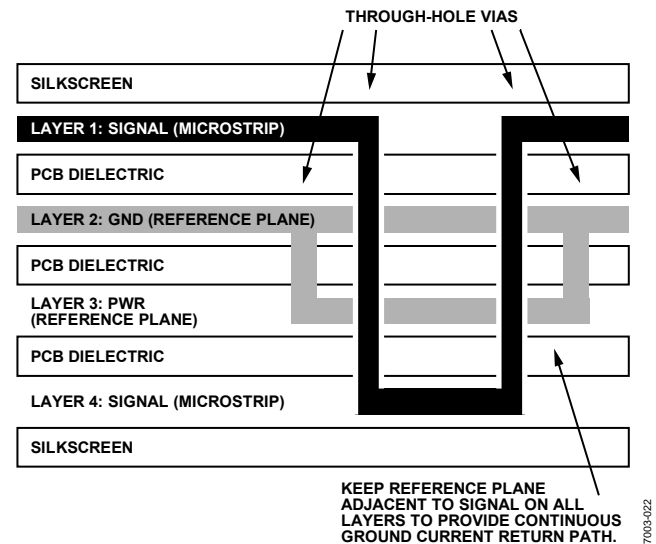 THROUGH-HOLE VIAS
SILKSCREEN
LAYER 1: SIGNAL (MICROSTRIP)
PCB DIELECTRIC
LAYER 2: GND (REFERENCE PLANE)
PCB DIELECTRIC
LAYER 3: PWR
(REFERENCE PLANE)
PCB DIELECTRIC
LAYER 4: SIGNAL (MICROSTRIP)
SILKSCREEN
KEEP REFERENCE PLANE
ADJACENT TO SIGNAL ON ALL
LAYERS TO PROVIDE CONTINUOUS
GROUND CURRENT RETURN PATH.
7003-022